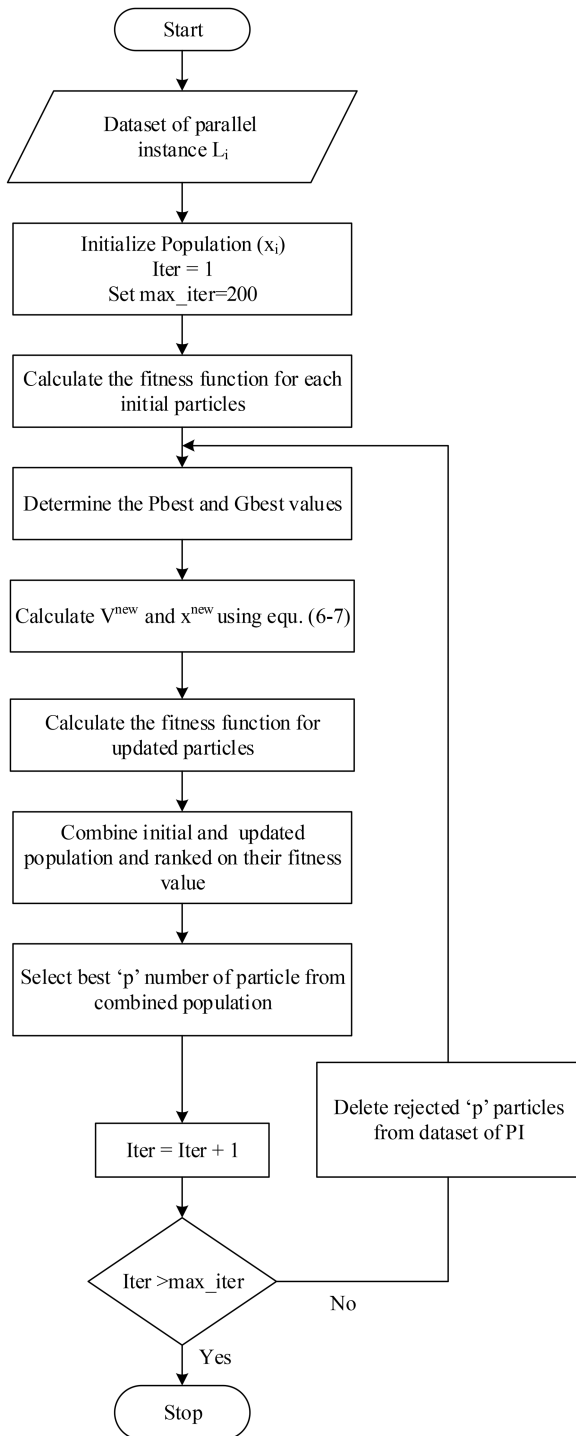 Start
Dataset of parallel
instance Lᵢ
Initialize Population (xᵢ)
Iter = 1
Set max_iter=200
Calculate the fitness function for each
initial particles
Determine the Pbest and Gbest values
Calculate Vⁿᵉʷ and xⁿᵉʷ using equ. (6-7)
Calculate the fitness function for
updated particles
Combine initial and updated
population and ranked on their fitness
value
Select best ‘p’ number of particle from
combined population
Delete rejected ‘p’ particles
from dataset of PI
Iter = Iter + 1
Iter >max_iter
No
Yes
Stop